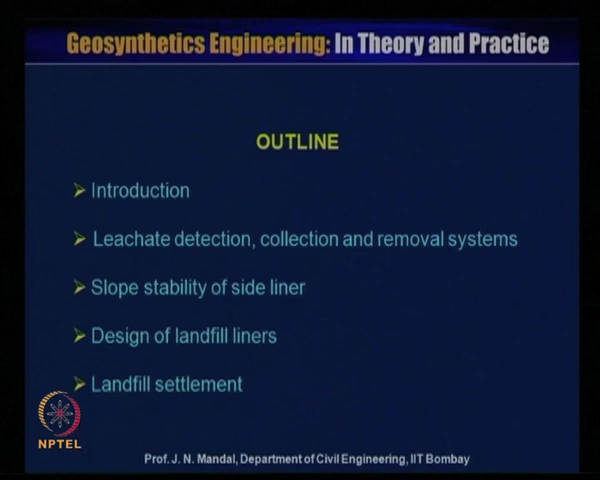 Geosynthetics Engineering: In Theory and Practice
OUTLINE
Introduction
Leachate detection, collection and removal systems
Slope stability of side liner
Design of landfill liners
Landfill settlement
NPTEL
Prof. J. N. Mandal, Department of Civil Engineering, IIT Bombay